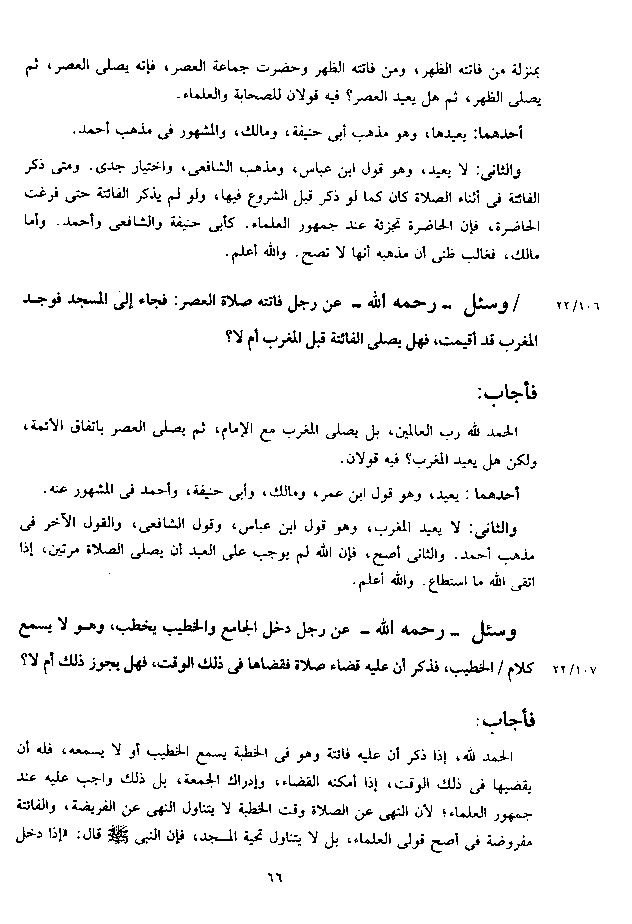 بمنزلة من فاتته الظهر، ومن فاتته الظهر وحضرت جماعة العصر، فإنه يصلى العصر، ثم
يصلى الظهر، ثم هل يعيد العصر؟ فيه قولان للصحابة والعلماء.
أحدهما: يعيدها، وهو مذهب أبى حنيفة، ومالك، والمشهور فى مذهب أحمد.
والثانى: لا يعيد، وهو قول ابن عباس، ومذهب الشافعى، واختيار جدى. ومتى ذكر
الفائتة فى أثناء الصلاة كان كما لو ذكر قبل الشروع فيها، ولو لم يذكر الفائتة حتى فرغت
الحاضرة، فإن الحاضرة تجزئة عند جمهور العلماء. كأبى حنيفة والشافعى وأحمد. وأما
مالك، فغالب ظنى أن مذهبه أنها لا تصح. والله أعلم.
٢٢/١٠٦ / وسئل ـ رحمه الله ـ عن رجل فاتته صلاة العصر: فجاء إلى المسجد فوجد
المغرب قد أقيمت، فهل يصلى الفائتة قبل المغرب أم لا؟
فأجاب:
الحمد لله رب العالمين، بل يصلى المغرب مع الإمام، ثم يصلى العصر باتفاق الأئمة،
ولكن هل يعيد المغرب؟ فيه قولان.
أحدهما: يعيد، وهو قول ابن عمر، ومالك، وأبى حنيفة، وأحمد فى المشهور عنه.
والثانى: لا يعيد المغرب، وهو قول ابن عباس، وقول الشافعى، والقول الآخر فى
مذهب أحمد. والثانى أصح، فإن الله لم يوجب على العبد أن يصلى الصلاة مرتين، إذا
اتقى الله ما استطاع. والله أعلم.
وسئل ـ رحمه الله ـ عن رجل دخل الجامع والخطيب يخطب، وهو لا يسمع
٢٢/١٠٧ كلام / الخطيب، فذكر أن عليه قضاء صلاة فقضاها فى ذلك الوقت، فهل يجوز ذلك أم لا؟
فأجاب:
الحمد لله، إذا ذكر أن عليه فائتة وهو فى الخطبة يسمع الخطيب أو لا يسمعه، فله أن
يقضيها فى ذلك الوقت، إذا أمكنه القضاء، وإدراك الجمعة، بل ذلك واجب عليه عند
جمهور العلماء؛ لأن النهى عن الصلاة وقت الخطبة لا يتناول النهى عن الفريضة، والفائتة
مفروضة فى أصح قولى العلماء، بل لا يتناول تحية المسجد، فإن النبى ﷺ قال: «إذا دخل
٦٦